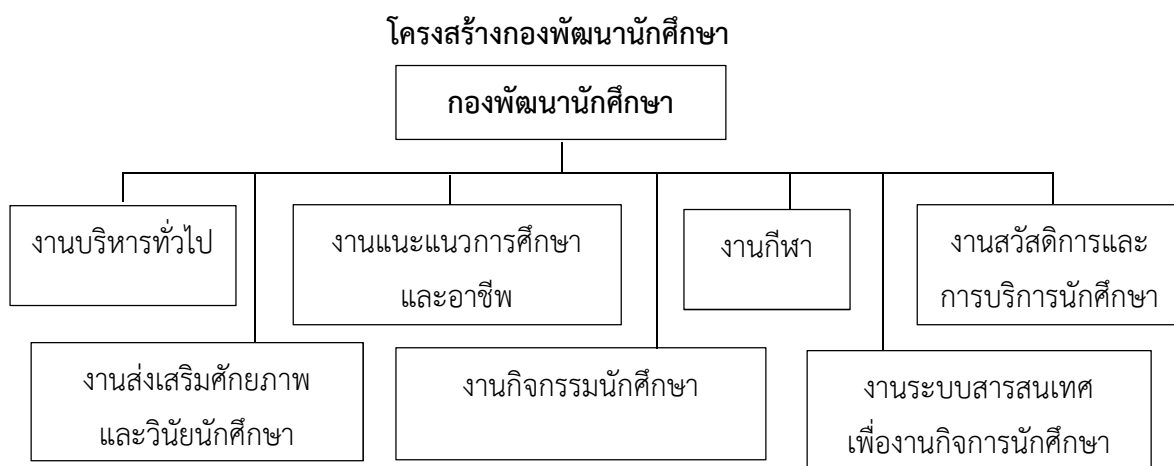 โครงสร้างกองพัฒนานักศึกษา
กองพัฒนานักศึกษา
งานบริหารทั่วไป
งานแนะแนวการศึกษา
และอาชีพ
งานกีฬา
งานสวัสดิการและ
การบริการนักศึกษา
งานส่งเสริมศักยภาพ
และวินัยนักศึกษา
งานกิจกรรมนักศึกษา
งานระบบสารสนเทศ
เพื่องานกิจการนักศึกษา